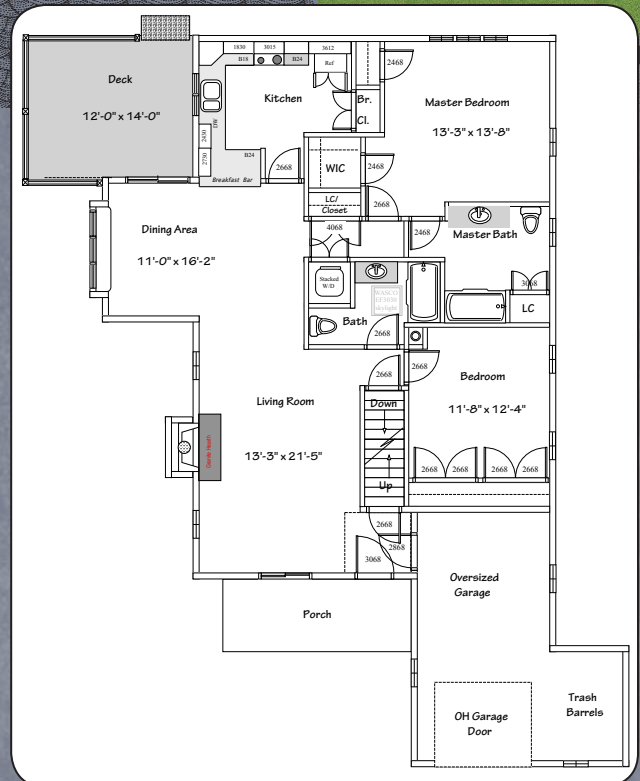 1830 3015 3612
B18 B24 Ref
2468
Deck
12'-0" x 14'-0"
Kitchen
Br.
Cl.
Master Bedroom
13'-3" x 13'-8"
DW
2430
2730
B24
Breakfast Bar
2668
WIC
2468
LC/
Closet
2668
4068
2468
Master Bath
3068
LC
Dining Area
11'-0" x 16'-2"
Stacked
W/D
WASCO
EF3030
skylight
Bath
2668
2668
2668
Bedroom
11'-8" x 12'-4"
2668 2668 2668 2668
Living Room
13'-3" x 21'-5"
Down
Up
2668
2868
3068
Oversized
Garage
Porch
OH Garage
Door
Trash
Barrels